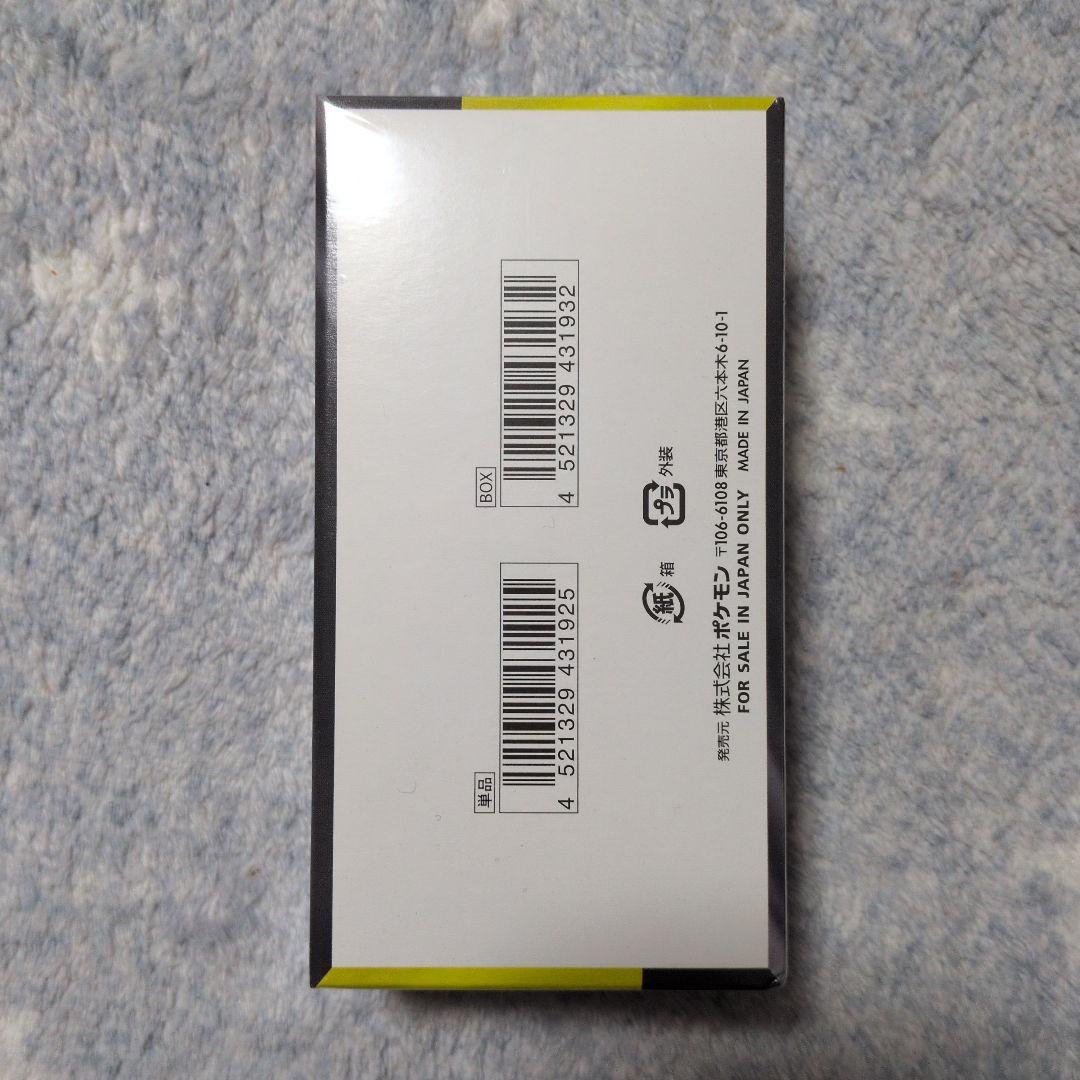 単品
4 521329 431925
BOX
4 521329 431932
紙 箱
プラ 外装
発売元 株式会社 ポケモン 〒106-6108 東京都港区六本木6-10-1
FOR SALE IN JAPAN ONLY MADE IN JAPAN